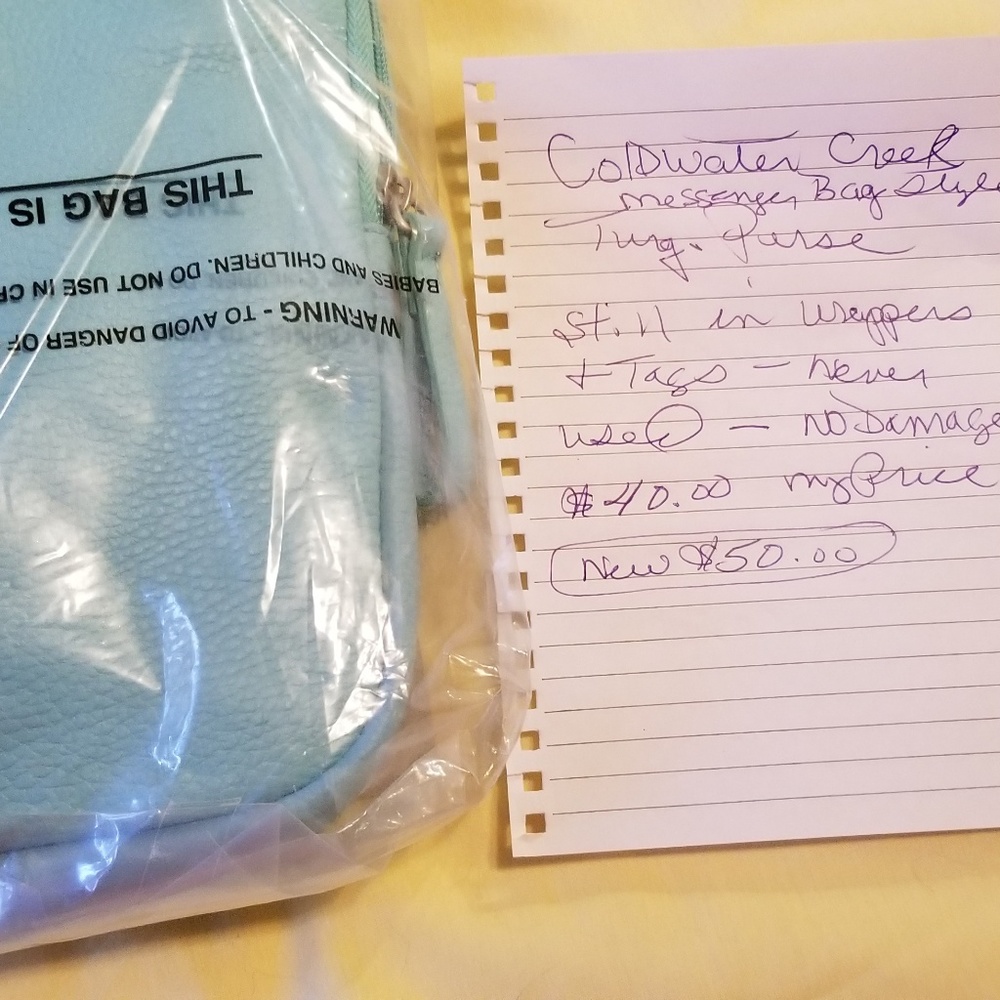 THIS BAG IS
BABIES AND CHILDREN. DO NOT USE IN CR
WARNING - TO AVOID DANGER OF
Coldwater Creek
messenger Bag Style
Turq. Purse
Still in Wrappers
+ Tags - Never
used - No Damage
$40.00 my Price
New $50.00